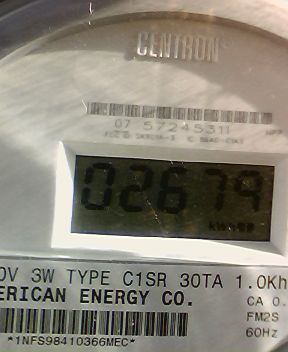 CENTRON
07 57245311
02679
0V 3W TYPE C1SR 30TA 1.0Kh
ERICAN ENERGY CO.
CA 0.
FM2S
*1NFS98410366MEC*
60Hz